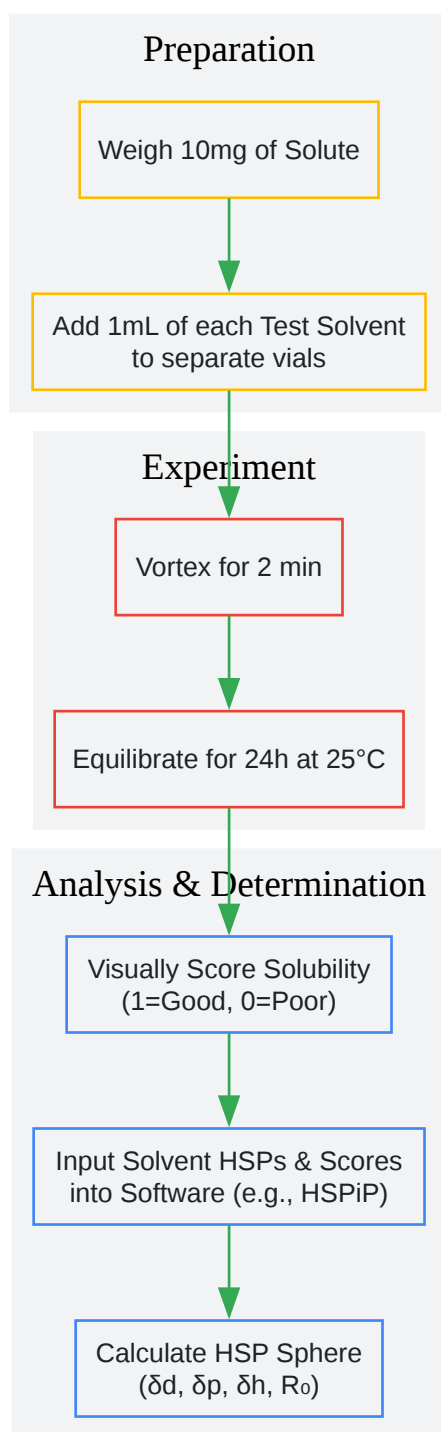 Preparation
Weigh 10mg of Solute
Add 1mL of each Test Solvent
to separate vials
Experiment
Vortex for 2 min
Equilibrate for 24h at 25°C
Analysis & Determination
Visually Score Solubility
(1=Good, 0=Poor)
Input Solvent HSPs & Scores
into Software (e.g., HSPiP)
Calculate HSP Sphere
(δd, δp, δh, R₀)